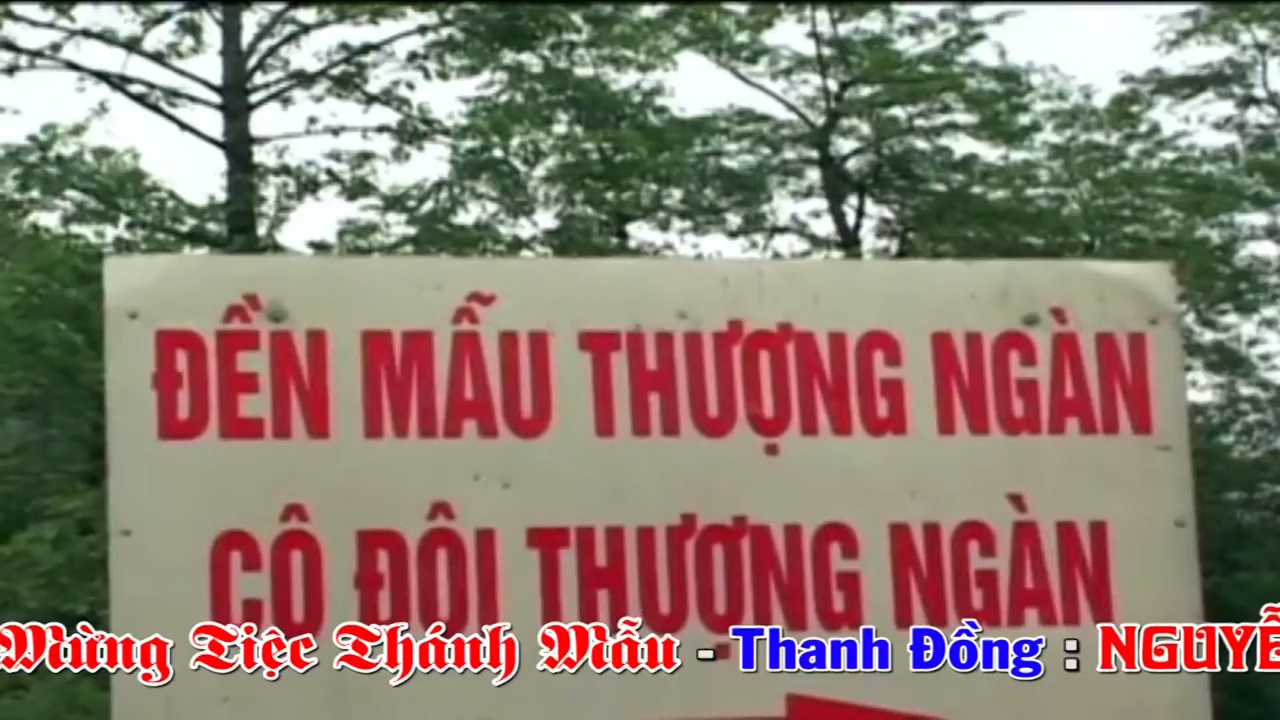 ĐỀN MẪU THƯỢNG NGÀN
CÔ ĐÔI THƯỢNG NGÀN
Mừng Tiệc Thánh Mẫu - Thanh Đồng :